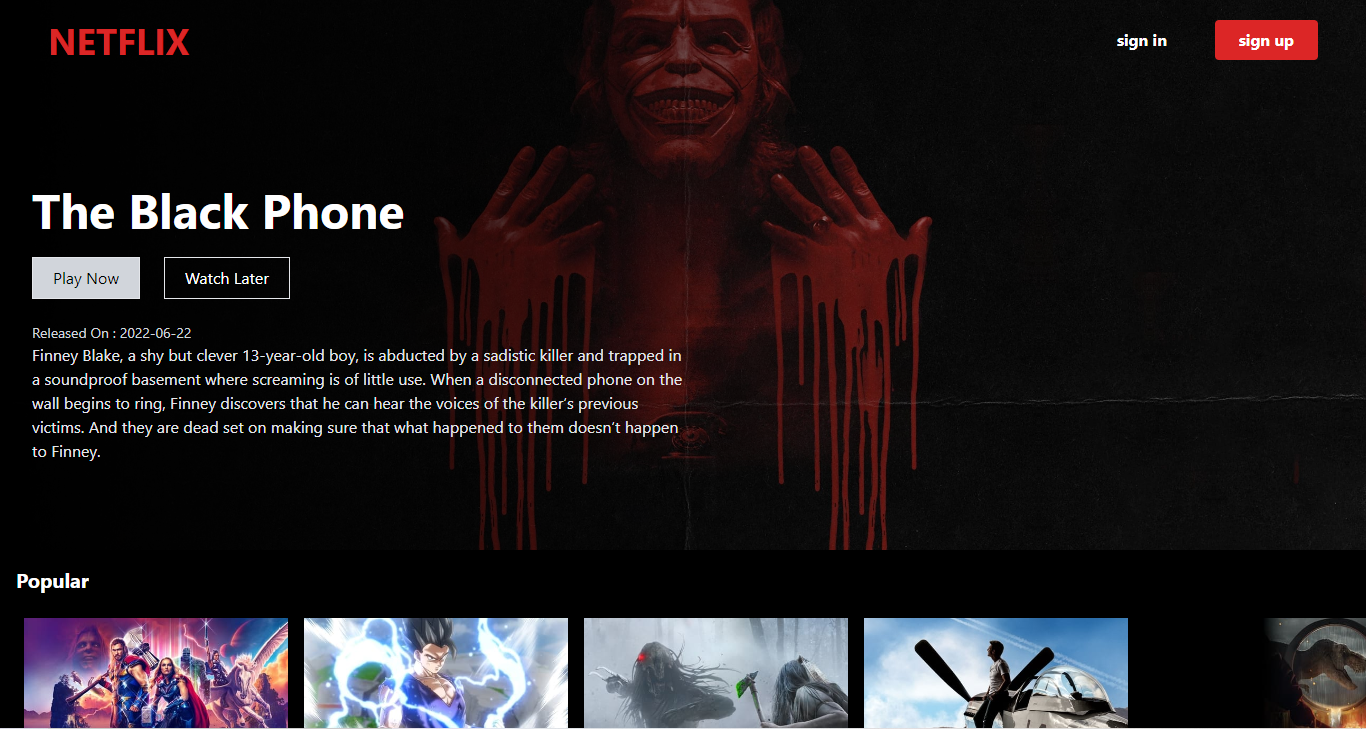 NETFLIX
sign in
sign up
The Black Phone
Play Now
Watch Later
Released On : 2022-06-22
Finney Blake, a shy but clever 13-year-old boy, is abducted by a sadistic killer and trapped in
a soundproof basement where screaming is of little use. When a disconnected phone on the
wall begins to ring, Finney discovers that he can hear the voices of the killer’s previous
victims. And they are dead set on making sure that what happened to them doesn’t happen
to Finney.
Popular